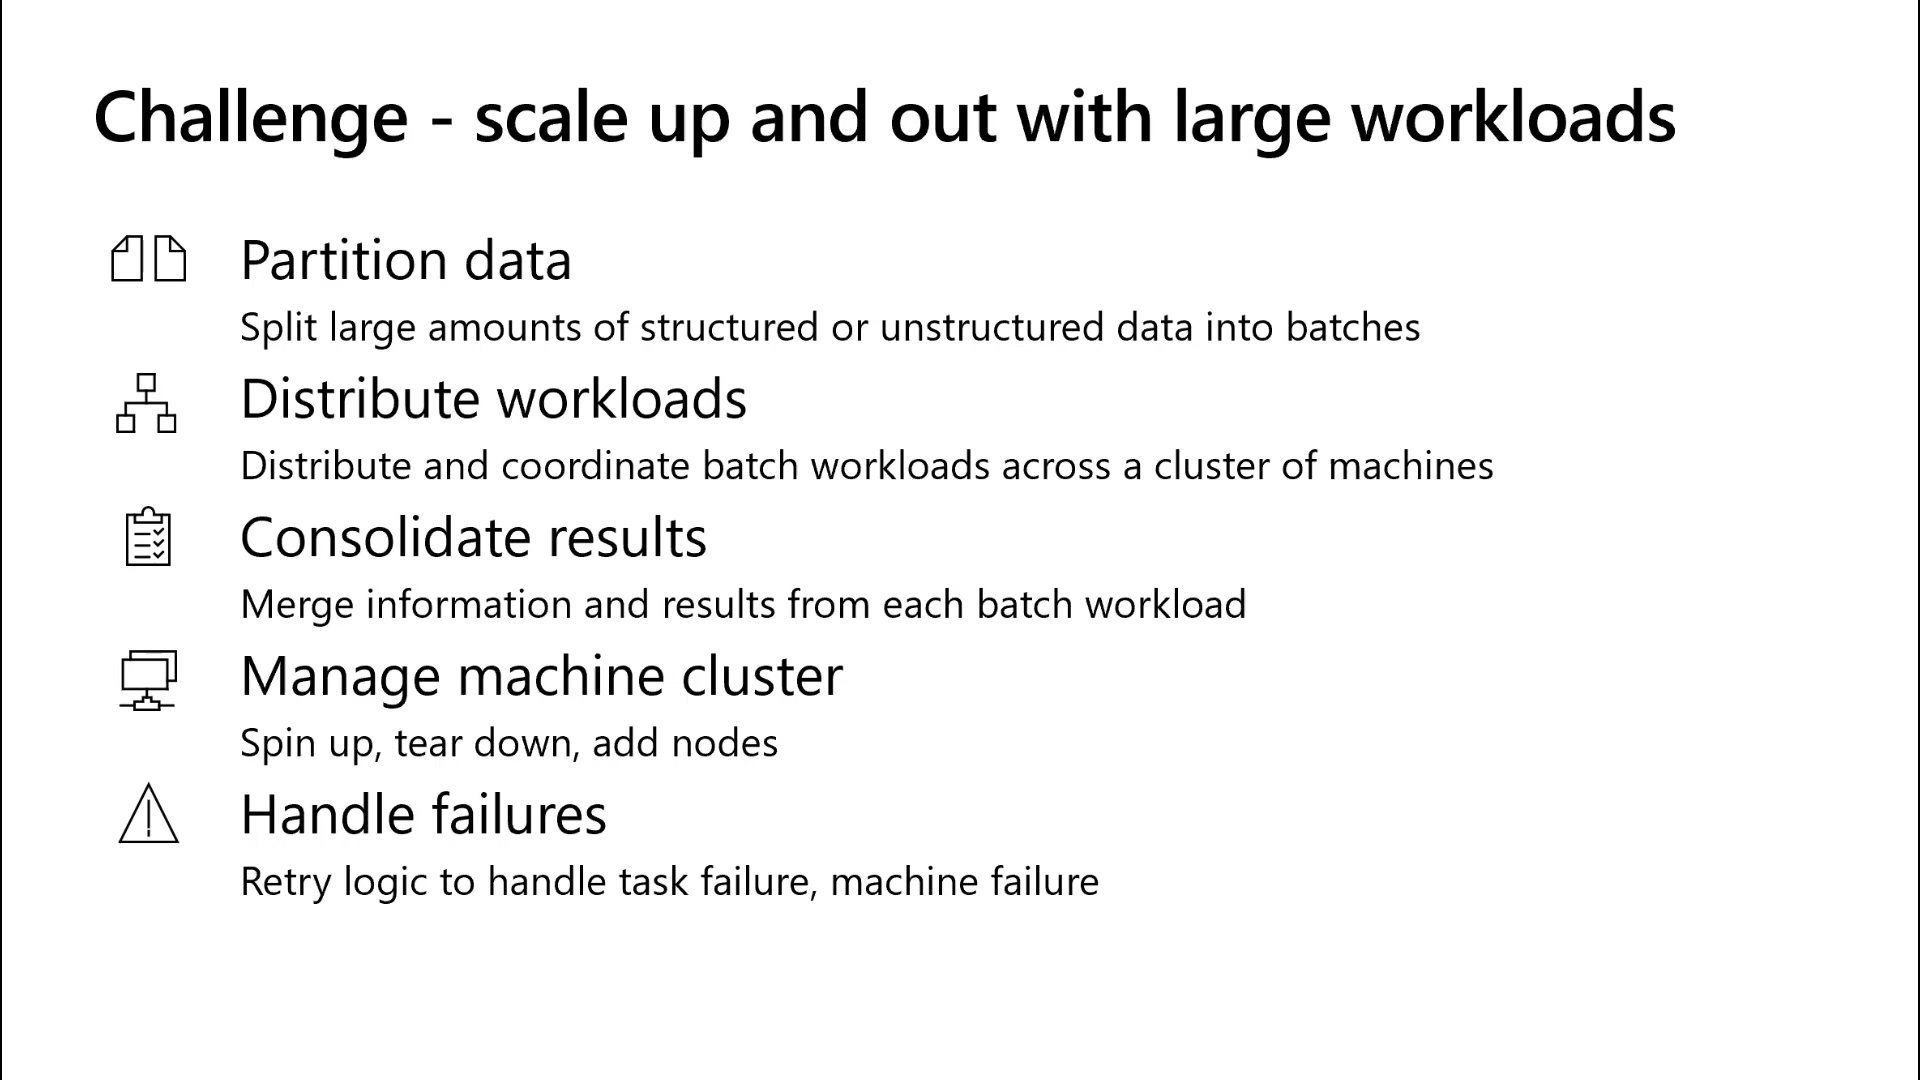 Challenge - scale up and out with large workloads
Partition data
Split large amounts of structured or unstructured data into batches
Distribute workloads
Distribute and coordinate batch workloads across a cluster of machines
Consolidate results
Merge information and results from each batch workload
Manage machine cluster
Spin up, tear down, add nodes
Handle failures
Retry logic to handle task failure, machine failure